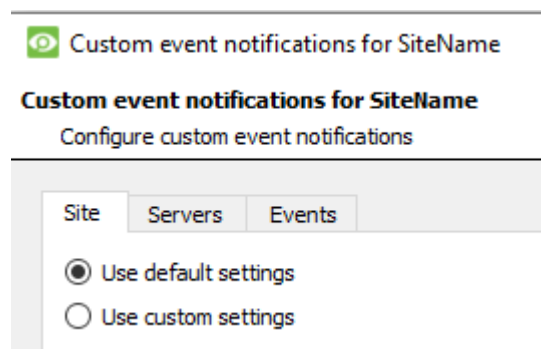 Custom event notifications for SiteName
Custom event notifications for SiteName
Configure custom event notifications
Site Servers Events
Use default settings
Use custom settings